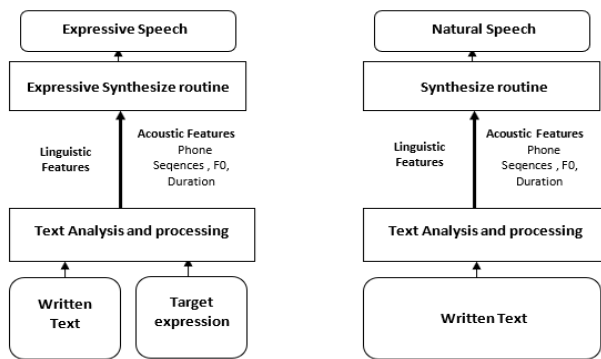 Expressive Speech
Expressive Synthesize routine
Linguistic
Features
Acoustic Features
Phone
Seqences , F0,
Duration
Text Analysis and processing
Written
Text
Target
expression
Natural Speech
Synthesize routine
Linguistic
Features
Acoustic Features
Phone
Seqences , F0,
Duration
Text Analysis and processing
Written Text